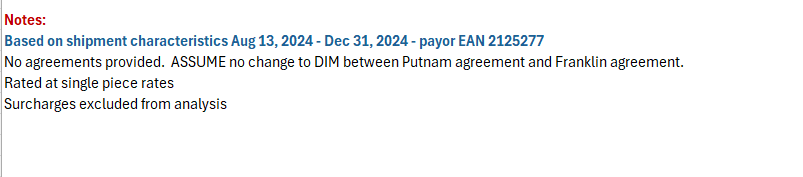 Notes:
Based on shipment characteristics Aug 13, 2024 - Dec 31, 2024 - payor EAN 2125277
No agreements provided.  ASSUME no change to DIM between Putnam agreement and Franklin agreement.
Rated at single piece rates
Surcharges excluded from analysis